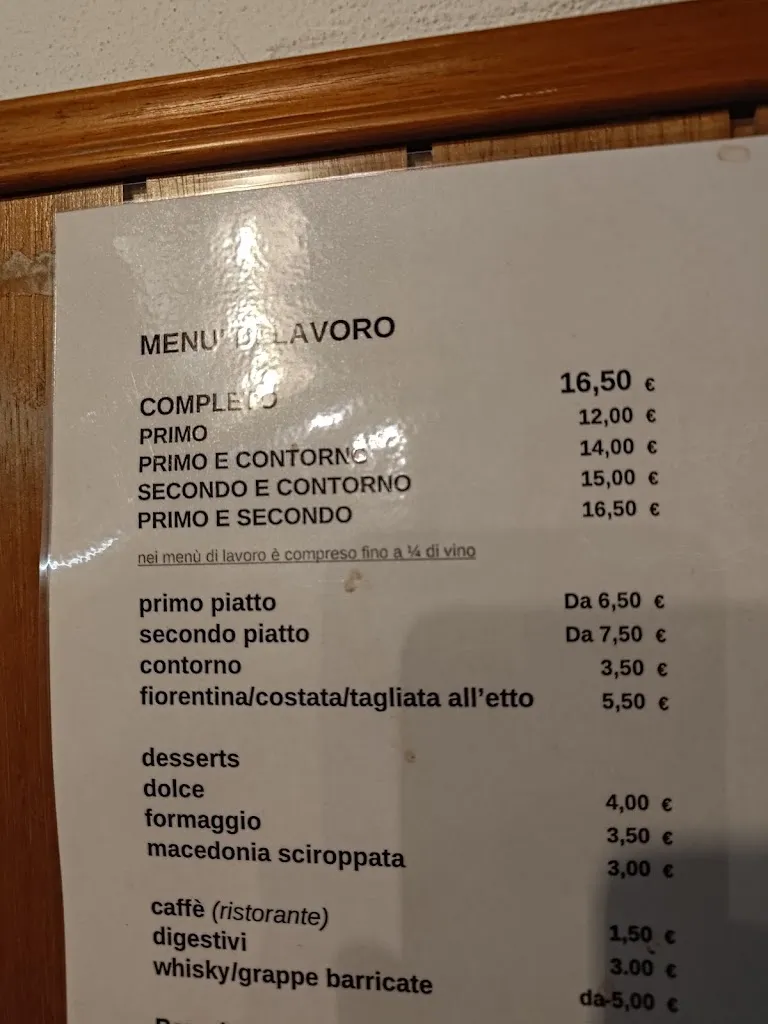 MENU' DI LAVORO
COMPLETO 16,50 €
PRIMO 12,00 €
PRIMO E CONTORNO 14,00 €
SECONDO E CONTORNO 15,00 €
PRIMO E SECONDO 16,50 €
nei menù di lavoro è compreso fino a ¼ di vino
primo piatto Da 6,50 €
secondo piatto Da 7,50 €
contorno 3,50 €
fiorentina/costata/tagliata all’etto 5,50 €
desserts
dolce 4,00 €
formaggio 3,50 €
macedonia sciroppata 3,00 €
caffè (ristorante) 1,50 €
digestivi 3.00 €
whisky/grappe barricate da 5,00 €